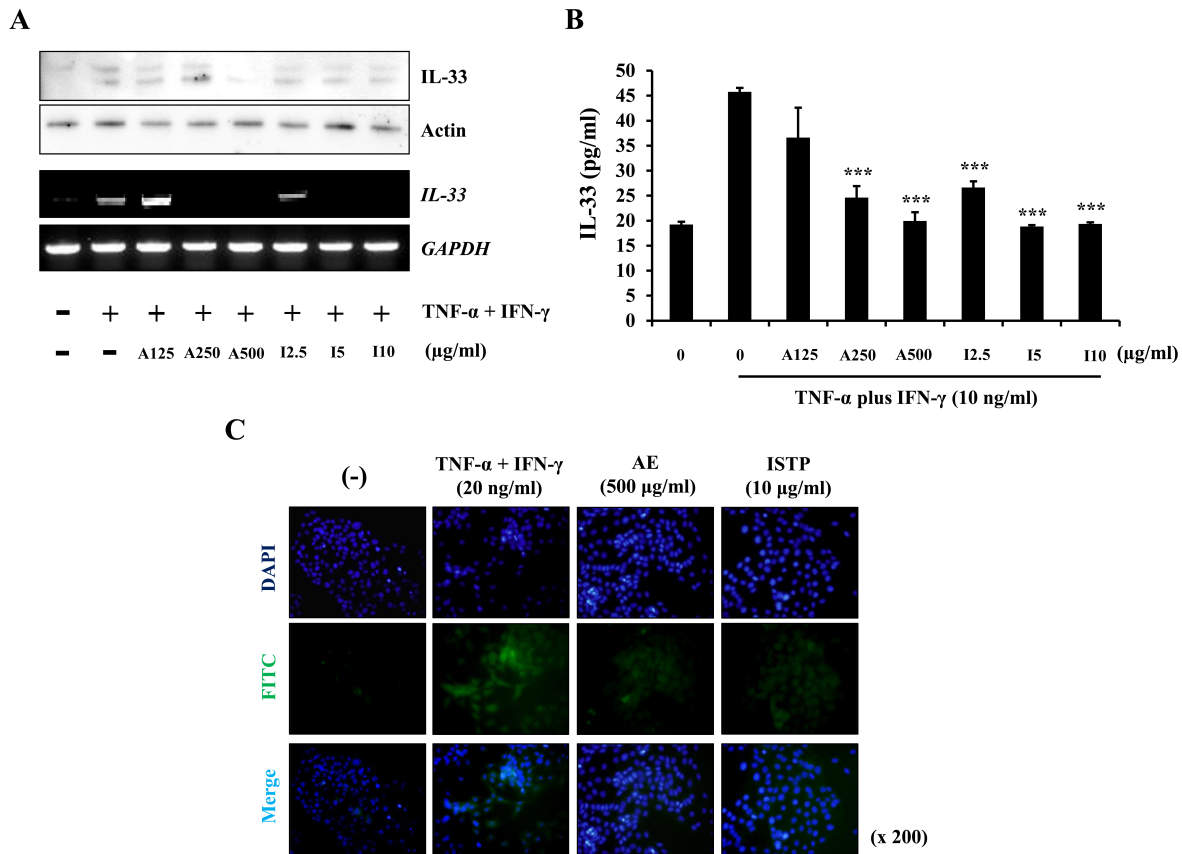 A
IL-33
Actin
IL-33
GAPDH
- + + + + + + + TNF-α + IFN-γ
- - A125 A250 A500 I2.5 I5 I10 (μg/ml)
B
IL-33 (pg/ml)
50
45
40
35
30
25
20
15
10
5
0
*** *** *** *** ***
0 0 A125 A250 A500 I2.5 I5 I10 (μg/ml)
TNF-α plus IFN-γ (10 ng/ml)
C
(-)
TNF-α + IFN-γ
(20 ng/ml)
AE
(500 μg/ml)
ISTP
(10 μg/ml)
DAPI
FITC
Merge
(x 200)